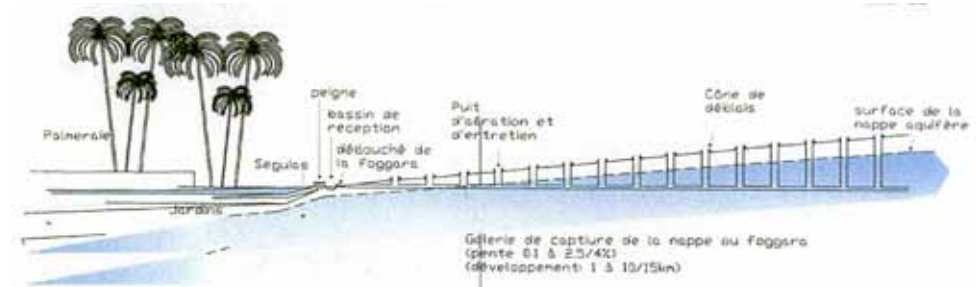 Palmeraie
peigne
bassin de
réception
débouché de
la foggara
Seguias
Jardins
Puit
d'aération et
d'entretien
Cône de
déblais
surface de la
nappe aquifère
Galerie de captiure de la nappe ou foggara
(pente 0.1 à 2.5/4%)
(développement: 1 à 10/15km)